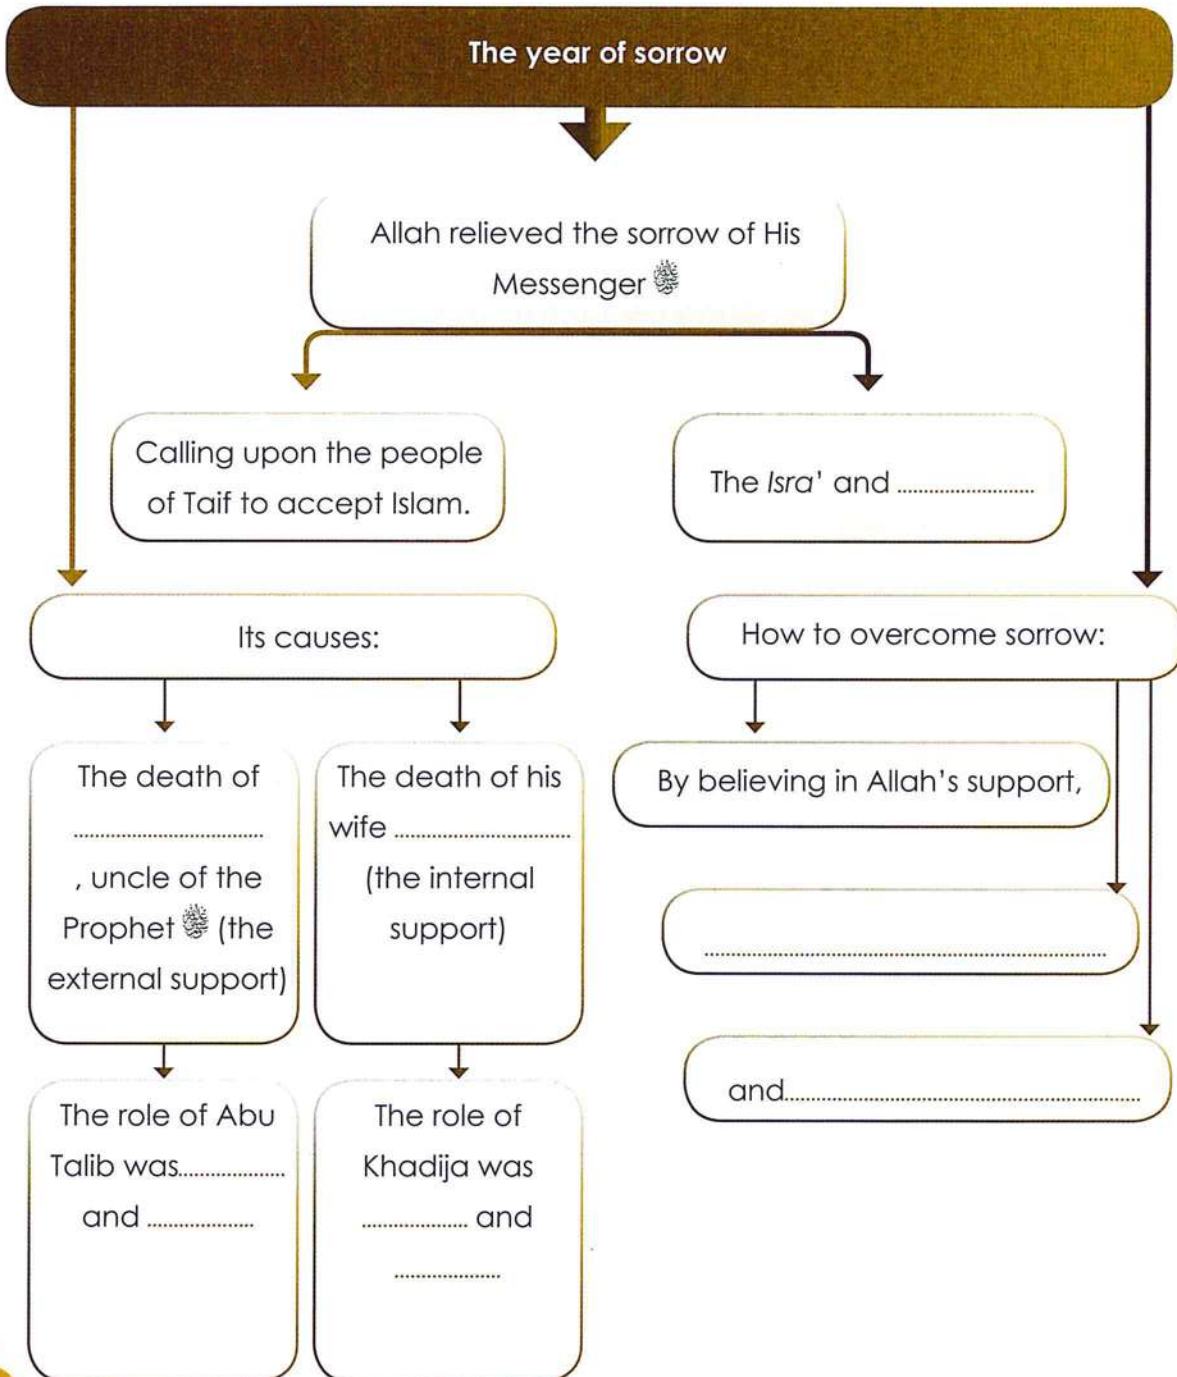 The year of sorrow
Allah relieved the sorrow of His
Messenger ﷺ
Calling upon the people
of Taif to accept Islam.
The Isra' and ........................
Its causes:
How to overcome sorrow:
The death of
.................................
, uncle of the
Prophet ﷺ (the
external support)
The death of his
wife ...............................
(the internal
support)
By believing in Allah's support,
......................................................................
and..............................................................
The role of Abu
Talib was...................
and ...................
The role of
Khadija was
................... and
...................